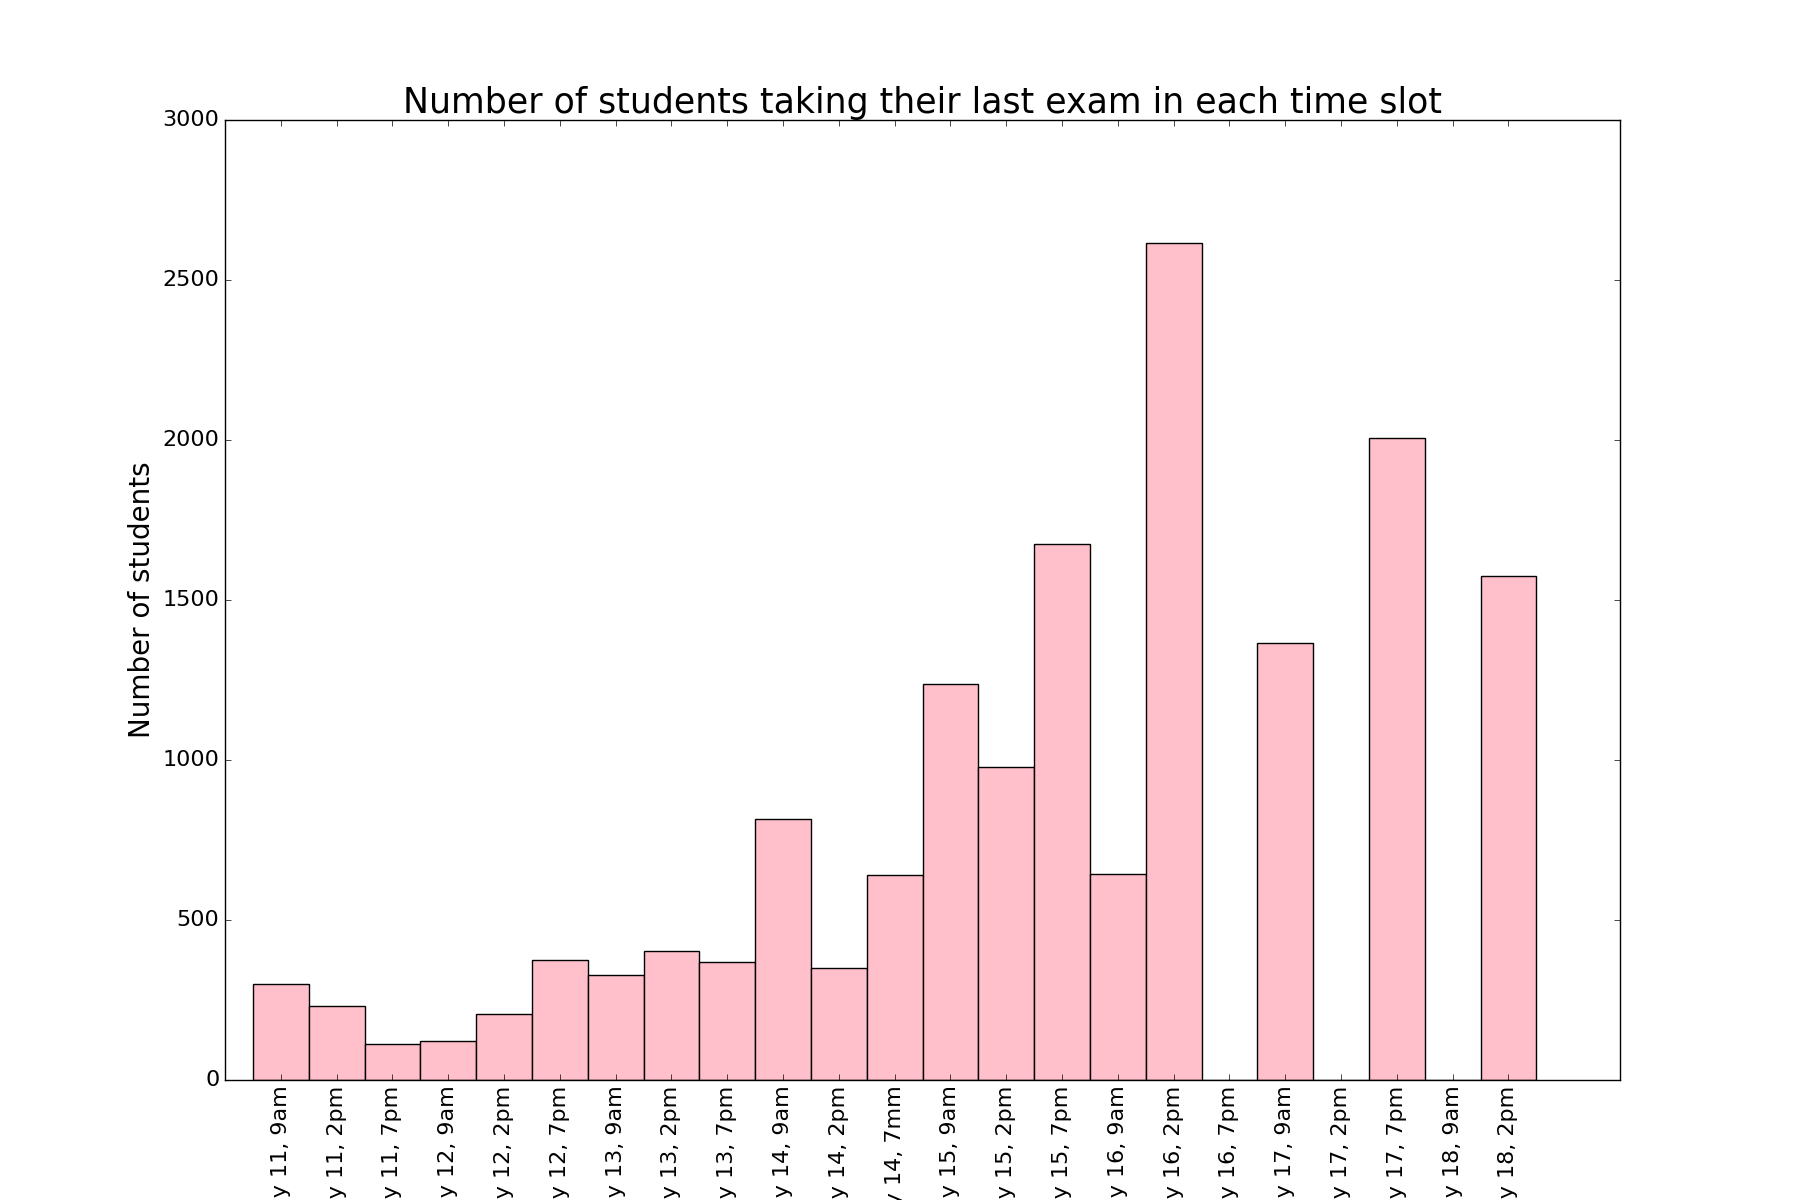 Number of students taking their last exam in each time slot
3000
2500
2000
1500
1000
500
0
Number of students
y 11, 9am
y 11, 2pm
y 11, 7pm
y 12, 9am
y 12, 2pm
y 12, 7pm
y 13, 9am
y 13, 2pm
y 13, 7pm
y 14, 9am
y 14, 2pm
y 14, 7mm
y 15, 9am
y 15, 2pm
y 15, 7pm
y 16, 9am
y 16, 2pm
y 16, 7pm
y 17, 9am
y 17, 2pm
y 17, 7pm
y 18, 9am
y 18, 2pm